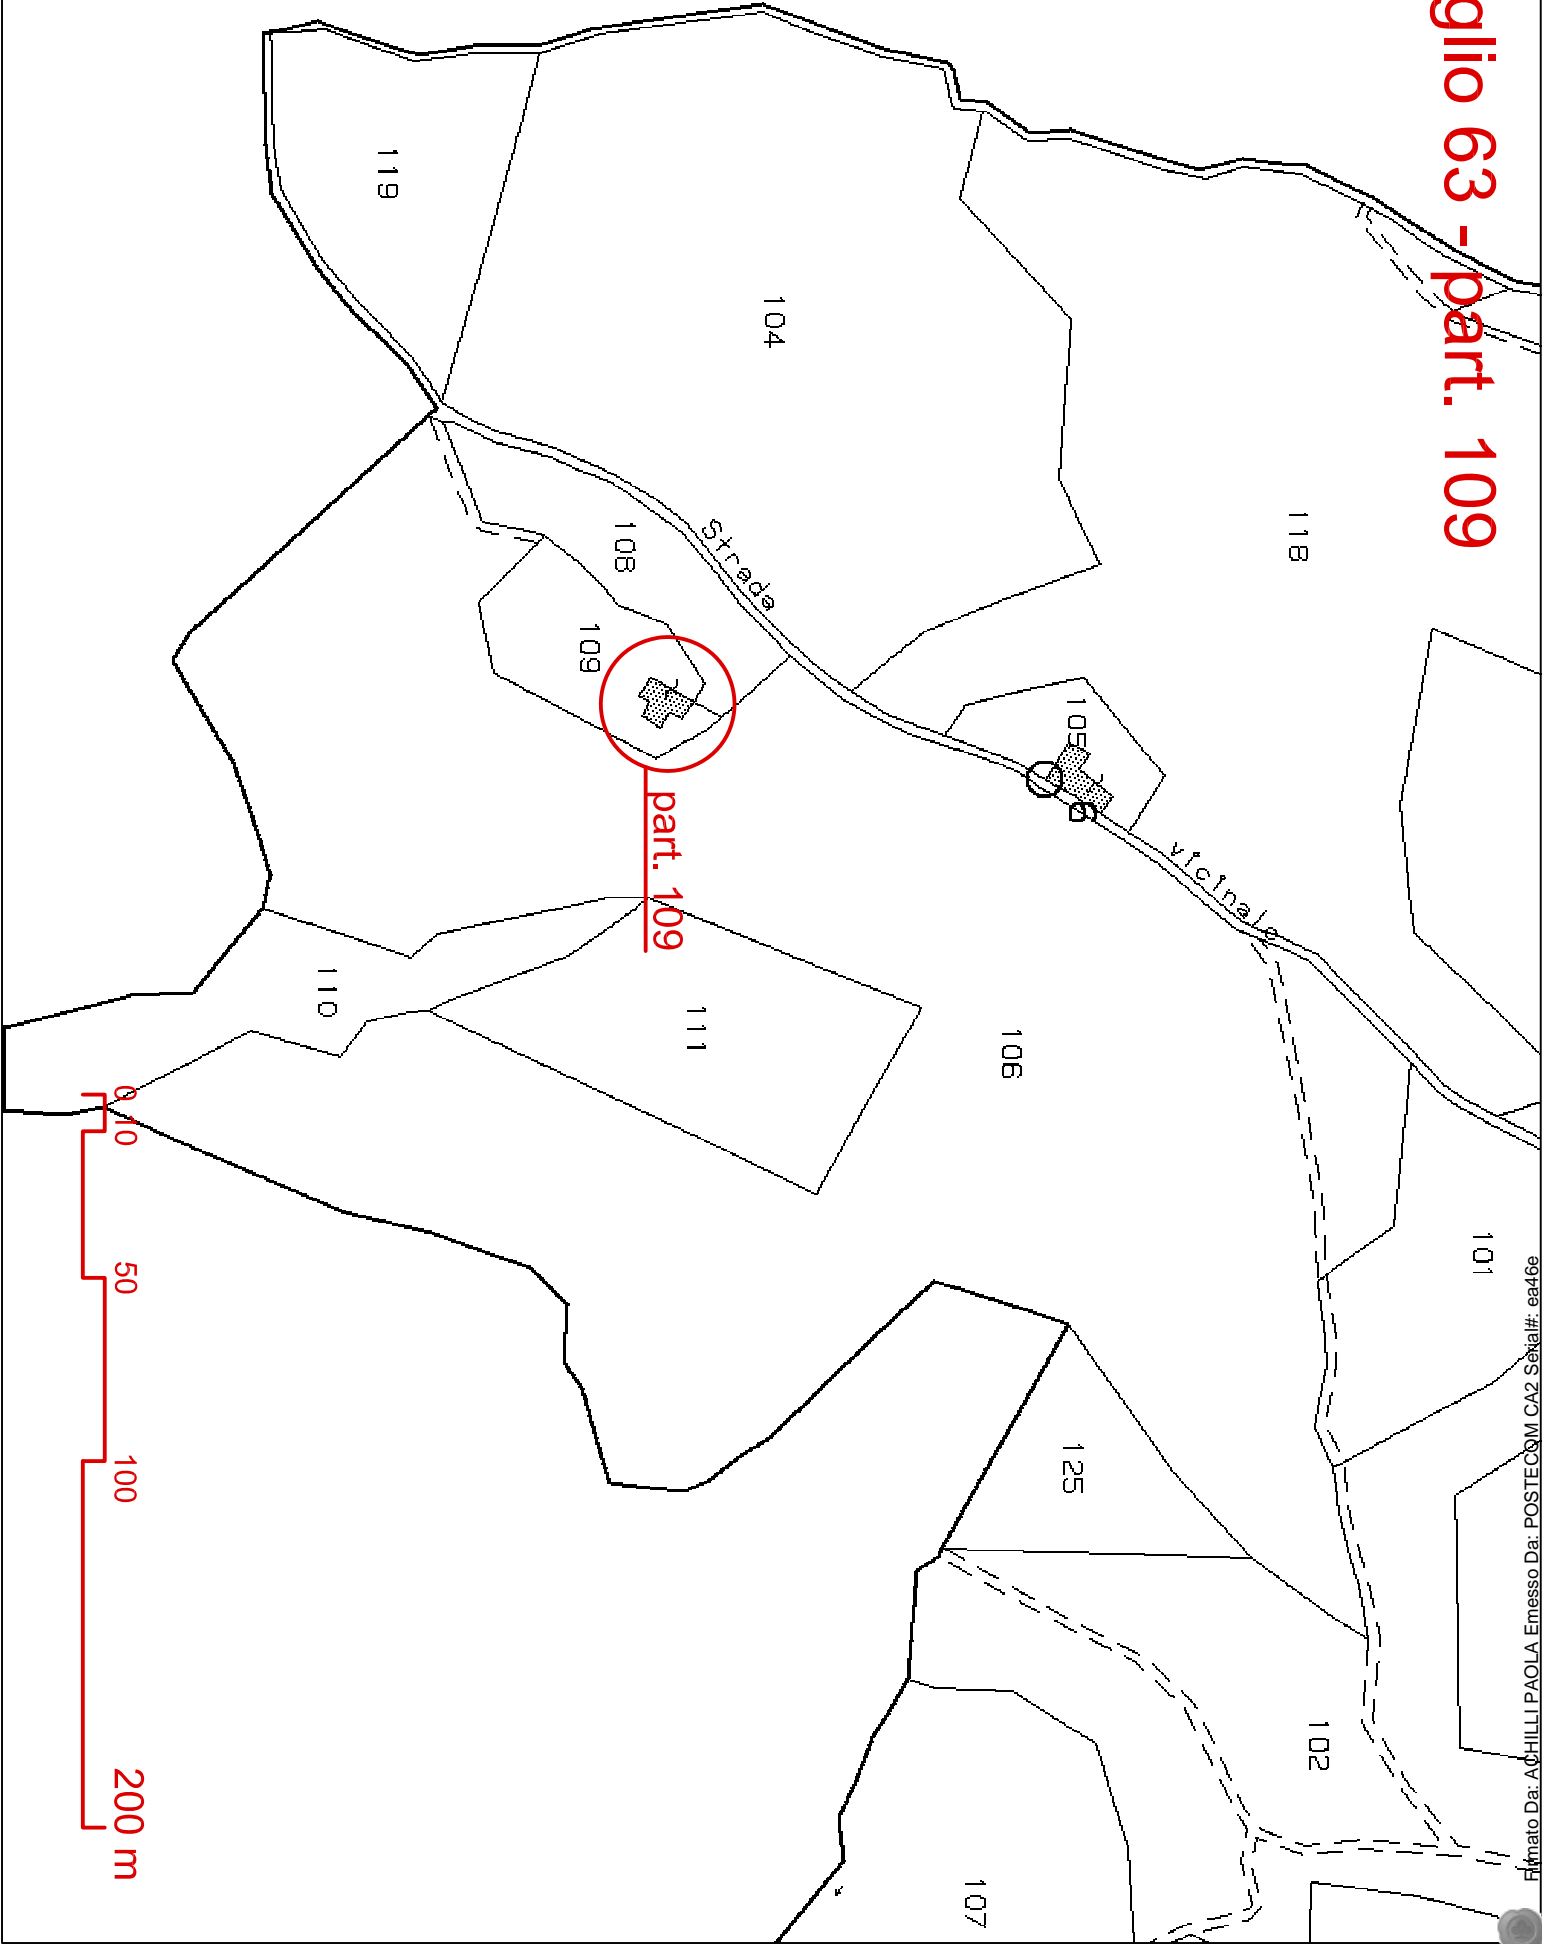 glio 63 - part. 109
118
104
119
Strada
108
109
105
vicinale
part. 109
106
111
110
101
125
102
107
0 10 50 100 200 m
Firmato Da: ACHILLI PAOLA Emesso Da: POSTECOM CA2 Serial#: ea46e